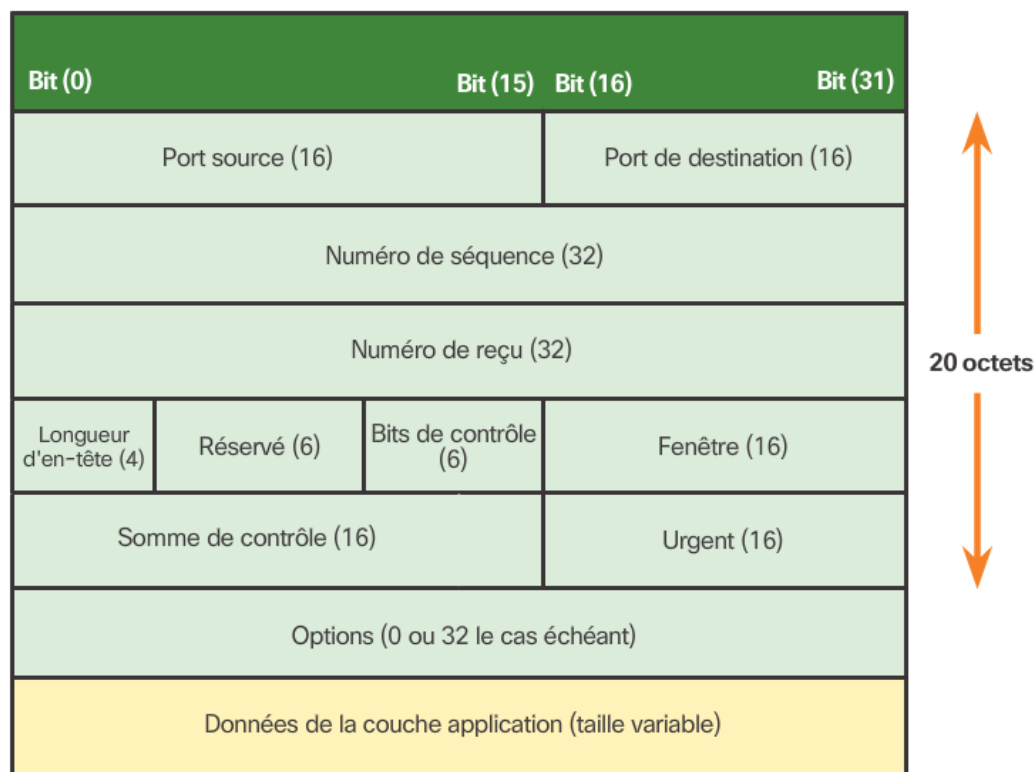 Bit (0) Bit (15) Bit (16) Bit (31)
Port source (16) Port de destination (16)
Numéro de séquence (32)
Numéro de reçu (32)
20 octets
Longueur
d'en-tête (4)
Réservé (6)
Bits de contrôle
(6)
Fenêtre (16)
Somme de contrôle (16) Urgent (16)
Options (0 ou 32 le cas échéant)
Données de la couche application (taille variable)